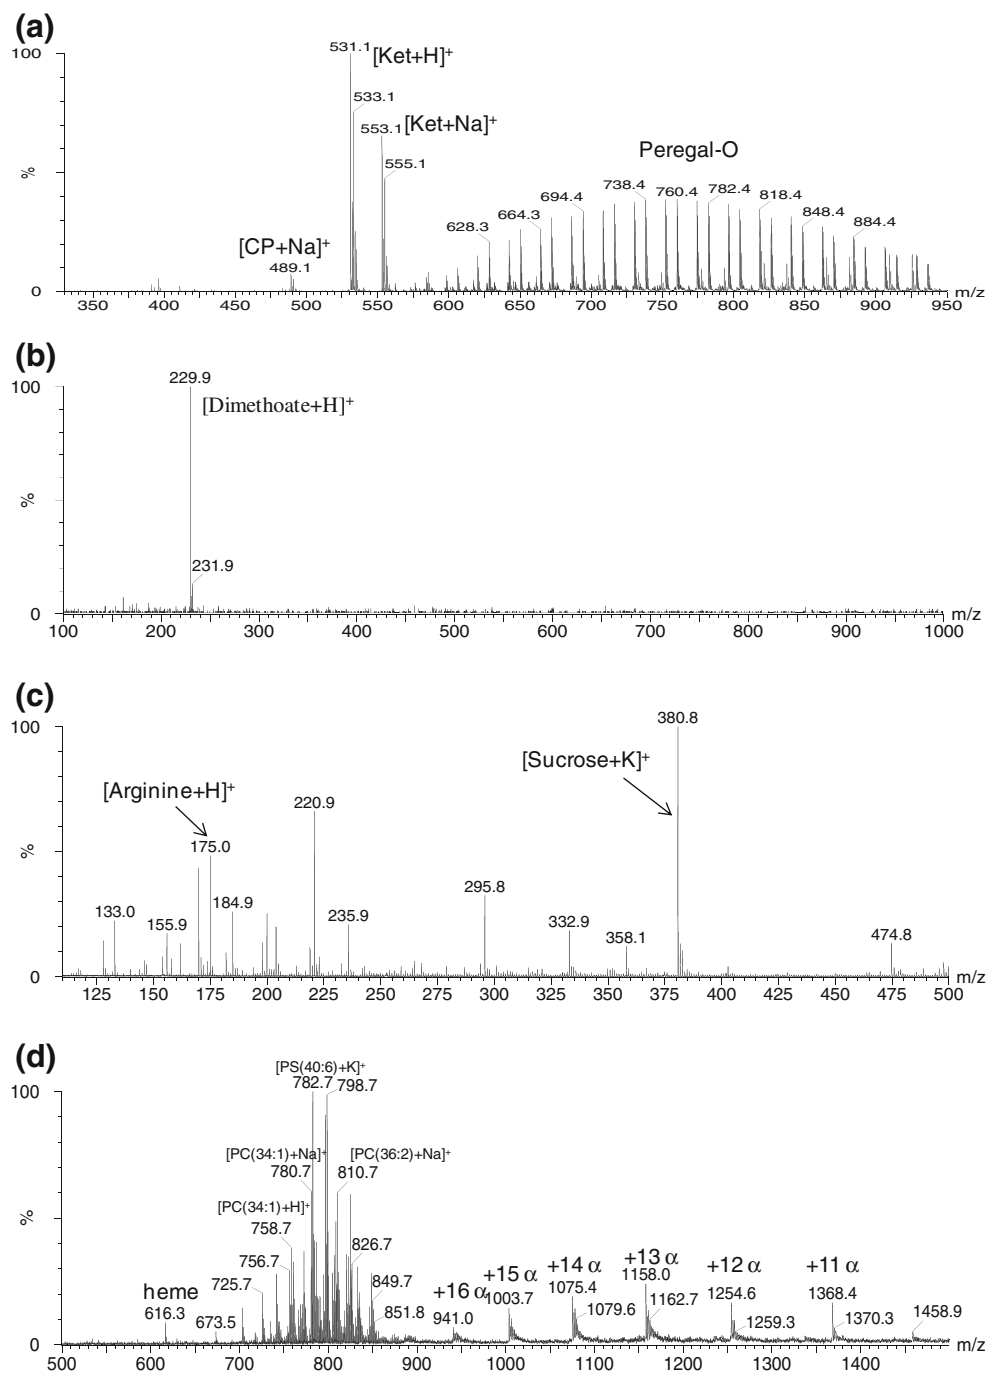 (a)
100
%
0
531.1
[Ket+H]+
533.1
553.1
[Ket+Na]+
555.1
[CP+Na]+
489.1
Peregal-O
628.3
664.3
694.4
738.4
760.4
782.4
818.4
848.4
884.4
350 400 450 500 550 600 650 700 750 800 850 900 950 m/z
(b)
100
%
0
229.9
[Dimethoate+H]+
231.9
100 200 300 400 500 600 700 800 900 1000 m/z
(c)
100
%
0
[Arginine+H]+
175.0
133.0
155.9
184.9
220.9
235.9
295.8
332.9
358.1
[Sucrose+K]+
380.8
474.8
125 150 175 200 225 250 275 300 325 350 375 400 425 450 475 500 m/z
(d)
100
%
0
[PS(40:6)+K]+
782.7
798.7
[PC(34:1)+Na]+
780.7
[PC(36:2)+Na]+
810.7
[PC(34:1)+H]+
758.7
756.7
725.7
826.7
849.7
851.8
heme
616.3
673.5
+16 α
941.0
+15 α
1003.7
+14 α
1075.4
1079.6
+13 α
1158.0
1162.7
+12 α
1254.6
1259.3
+11 α
1368.4
1370.3
1458.9
500 600 700 800 900 1000 1100 1200 1300 1400 m/z